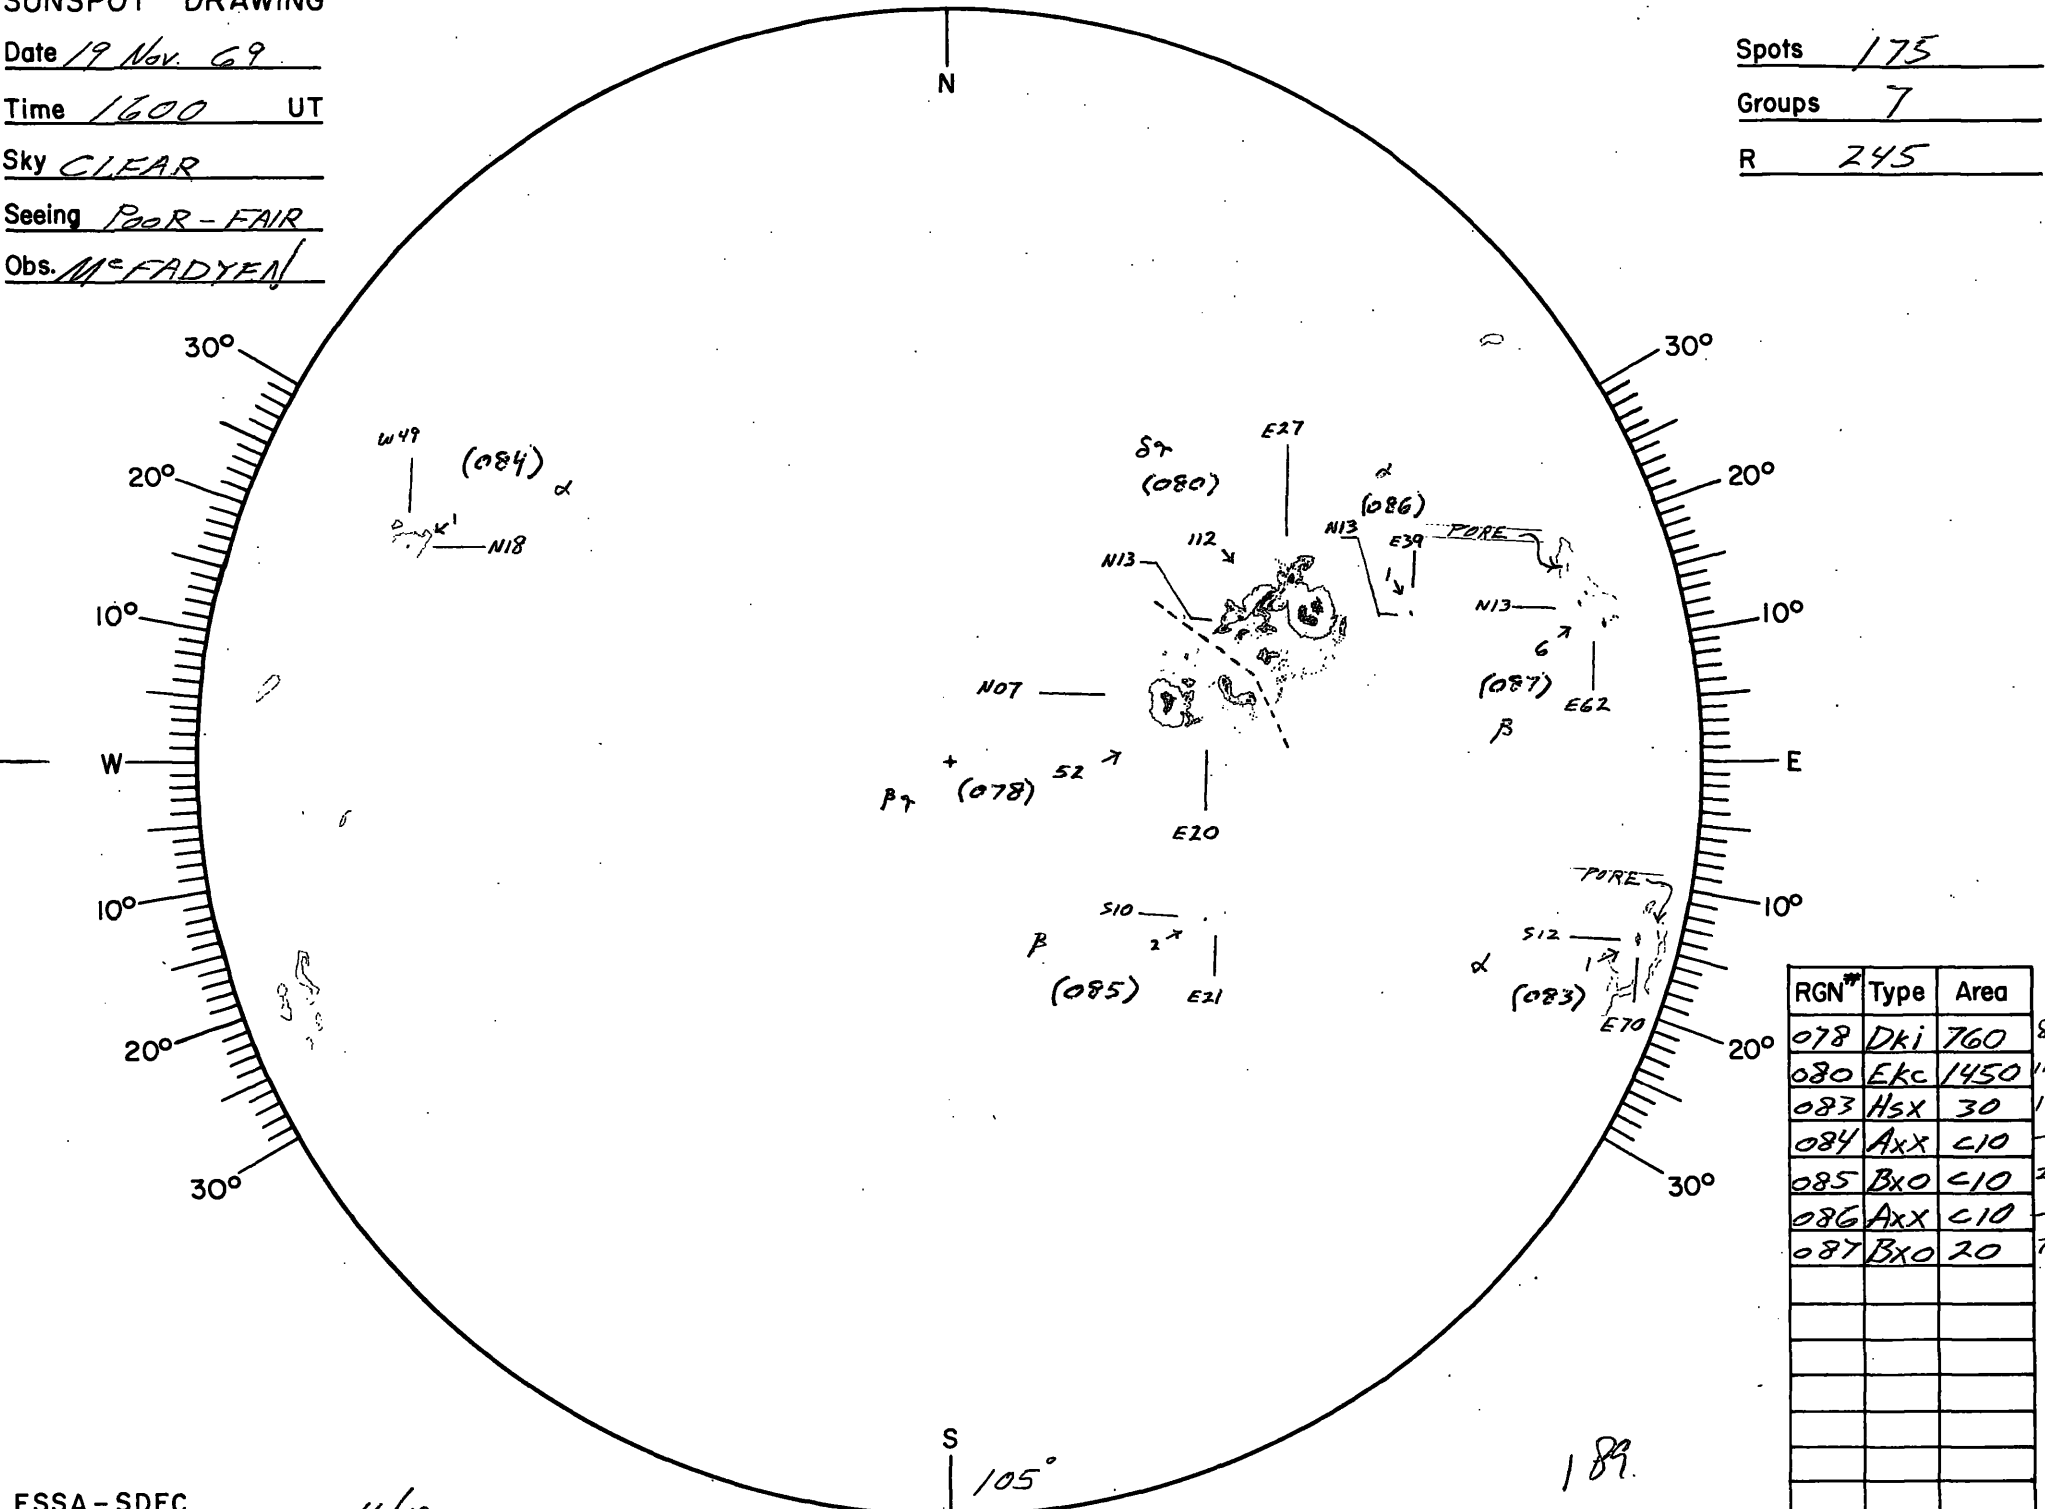 SUNSPOT DRAWING
Date 19 Nov. 69
Time 1600 UT
Sky CLEAR
Seeing POOR - FAIR
Obs. McFADYEN
Spots 175
Groups 7
R 245
N
30° 30°
20° 20°
10° 10°
W E
10° 10°
20° 20°
30° 30°
S
105°
W49
(084) α
1
N18
δγ
(080)
E27
112
N13
α
(086)
N13
E39
1
PORE
N13
6
(087)
E62
β
N07
+
βγ (078) 52
E20
S10
2
β
(085)
E21
PORE
S12
1
α
(083)
E70
RGN# Type Area
078 Dki 760
080 Ekc 1450
083 Hsx 30
084 Axx <10
085 Bxo <10
086 Axx <10
087 Bxo 20
189.
ESSA - SDFC